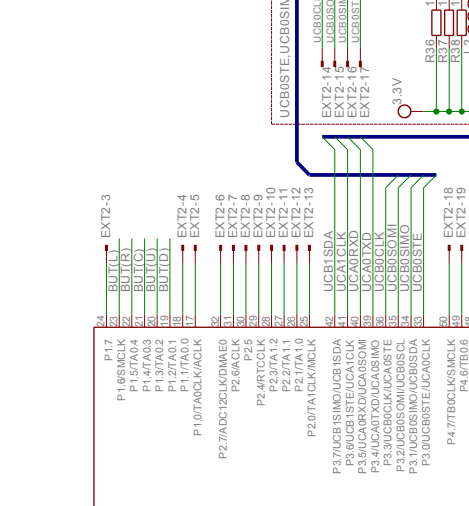 UCB0STE,UCB0SIM
UCB0CL
UCB0SO
UCB0SIM
UCB0ST
EXT2-14
EXT2-15
EXT2-16
EXT2-17
3.3V
R36
R37
R38
EXT2-3
BUT(L)
BUT(R)
BUT(C)
BUT(U)
BUT(D)
EXT2-4
EXT2-5
EXT2-6
EXT2-7
EXT2-8
EXT2-9
EXT2-10
EXT2-11
EXT2-12
EXT2-13
UCB1SDA
UCA1CLK
UCA0RXD
UCA0TXD
UCB0CLK
UCB0SOMI
UCB0SIMO
UCB0STE
EXT2-18
EXT2-19
24
23
22
21
20
19
18
17
32
31
30
29
28
27
26
25
42
41
40
39
36
35
34
33
50
49
48
P1.7
P1.6/SMCLK
P1.5/TA0.4
P1.4/TA0.3
P1.3/TA0.2
P1.2/TA0.1
P1.1/TA0.0
P1.0/TA0CLK/ACLK
P2.7/ADC12CLK/DMAE0
P2.6/ACLK
P2.5
P2.4/RTCCLK
P2.3/TA1.2
P2.2/TA1.1
P2.1/TA1.0
P2.0/TA1CLK/MCLK
P3.7/UCB1SIMO/UCB1SDA
P3.6/UCB1STE/UCA1CLK
P3.5/UCA0RXD/UCA0SOMI
P3.4/UCA0TXD/UCA0SIMO
P3.3/UCB0CLK/UCA0STE
P3.2/UCB0SOMI/UCB0SCL
P3.1/UCB0SIMO/UCB0SDA
P3.0/UCB0STE/UCA0CLK
P4.7/TB0CLK/SMCLK
P4.6/TB0.6